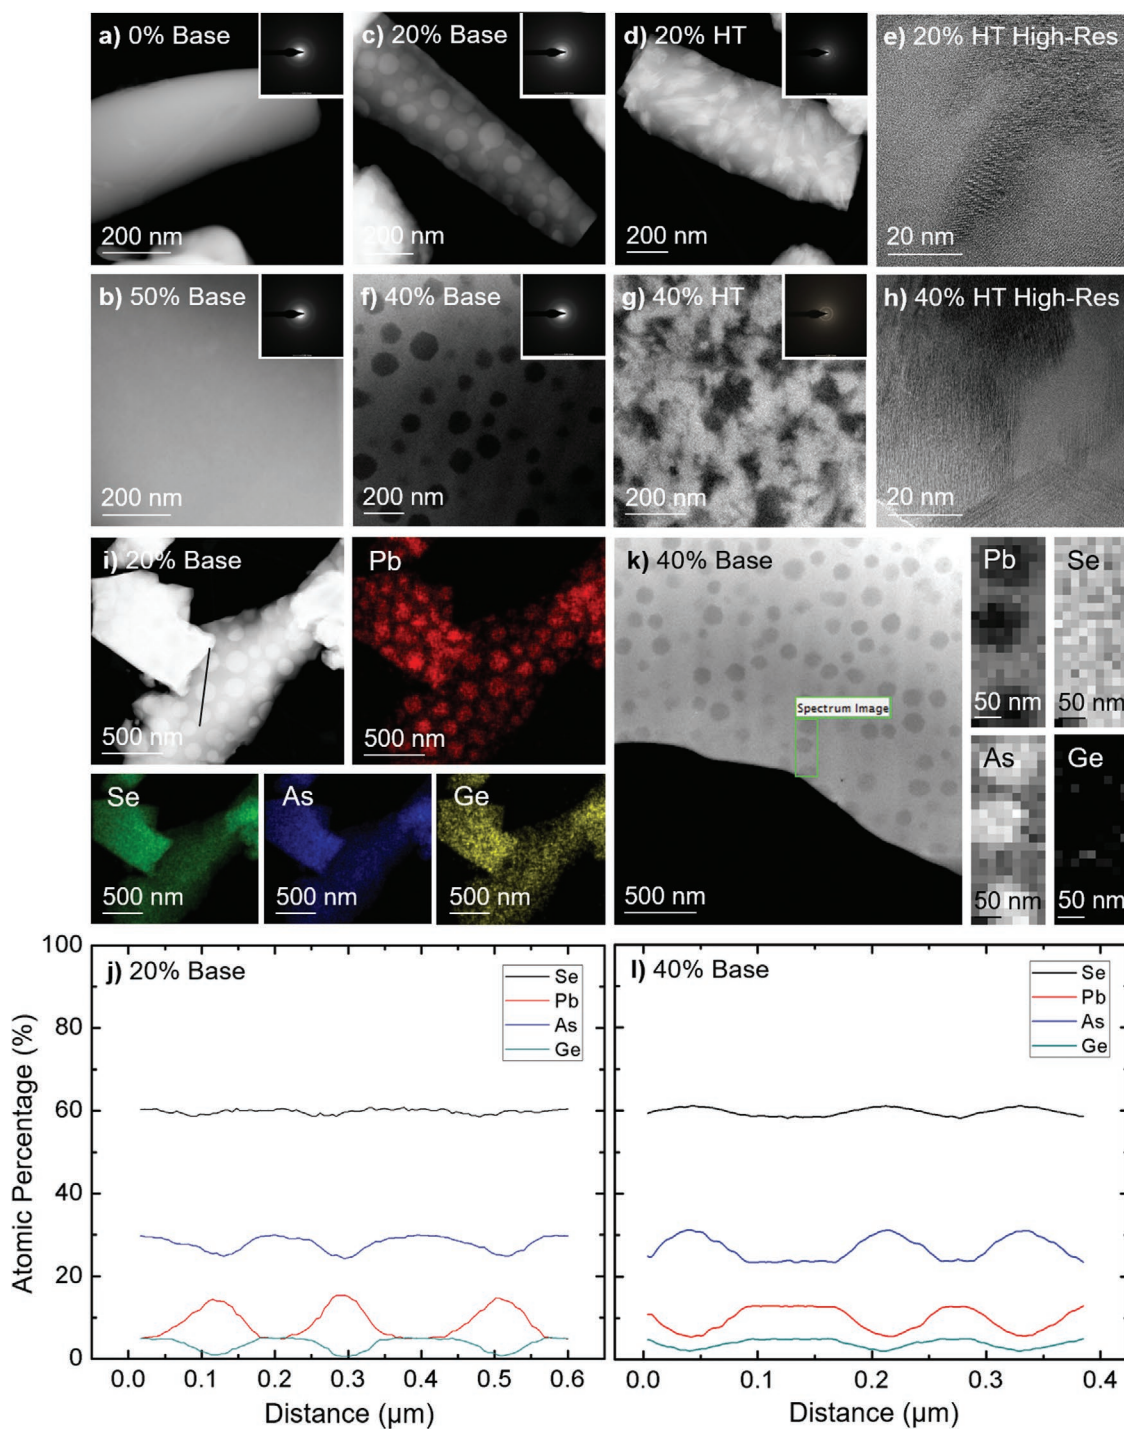 a) 0% Base
c) 20% Base
d) 20% HT
e) 20% HT High-Res
200 nm
200 nm
200 nm
20 nm
b) 50% Base
f) 40% Base
g) 40% HT
h) 40% HT High-Res
200 nm
200 nm
200 nm
20 nm
i) 20% Base
Pb
k) 40% Base
Pb
Se
Spectrum Image
500 nm
500 nm
50 nm
50 nm
Se
As
Ge
As
Ge
500 nm
500 nm
500 nm
500 nm
50 nm
50 nm
j) 20% Base
Se
Pb
As
Ge
l) 40% Base
Se
Pb
As
Ge
Atomic Percentage (%)
100
80
60
40
20
0
0.0 0.1 0.2 0.3 0.4 0.5 0.6
0.0 0.1 0.2 0.3 0.4
Distance (μm)
Distance (μm)